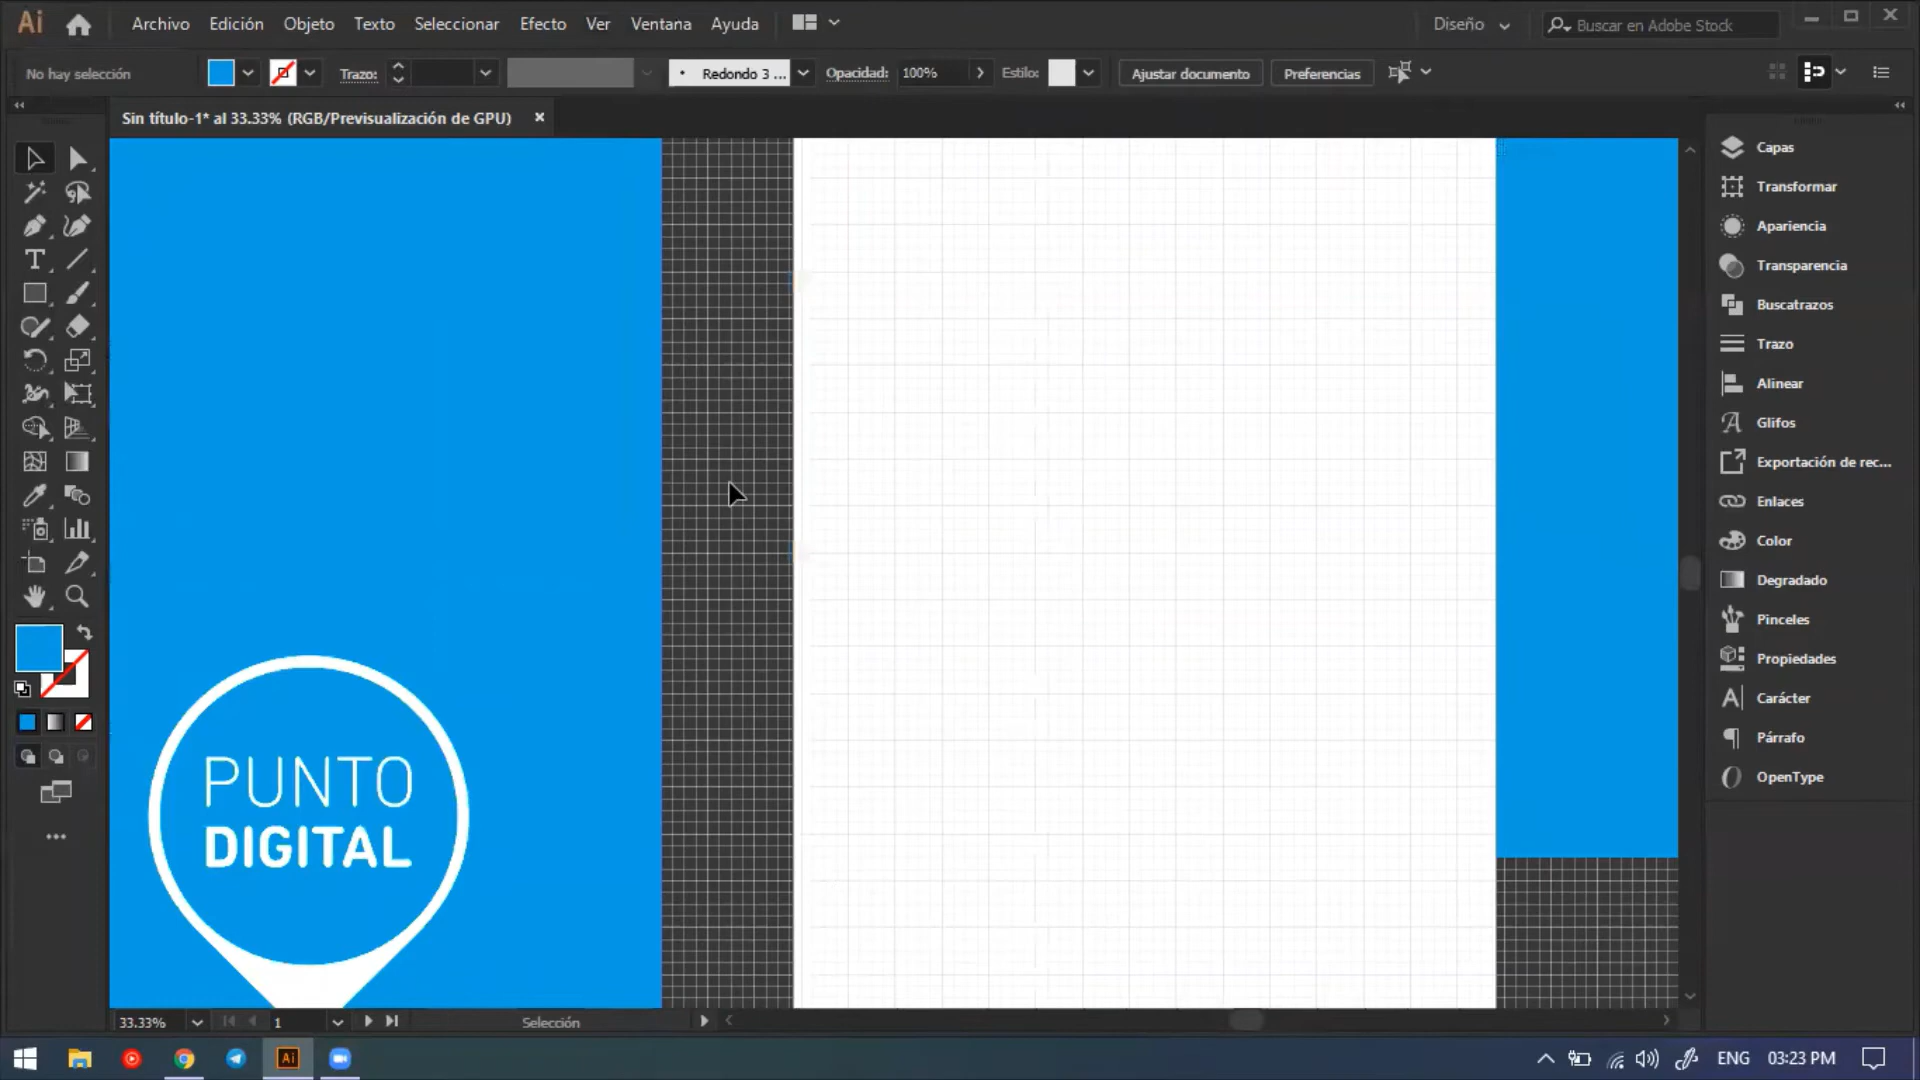 Ai Archivo Edición Objeto Texto Seleccionar Efecto Ver Ventana Ayuda Diseño Buscar en Adobe Stock
No hay selección Trazo: Redondo 3 ... Opacidad: 100% Estilo: Ajustar documento Preferencias
Sin título-1* al 33.33% (RGB/Previsualización de GPU)
Capas
Transformar
Apariencia
Transparencia
Buscatrazos
Trazo
Alinear
Glifos
Exportación de rec...
Enlaces
Color
Degradado
Pinceles
Propiedades
Carácter
Párrafo
OpenType
PUNTO
DIGITAL
33.33% 1 Selección
Ai ENG 03:23 PM